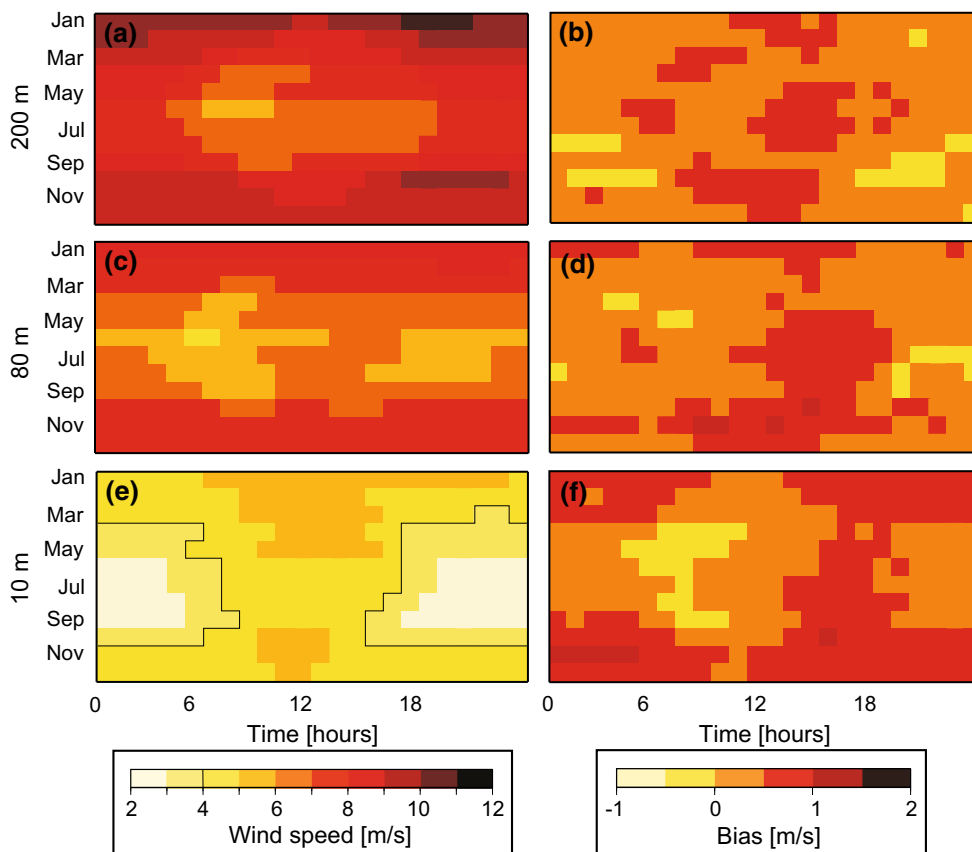 (a)
(b)
Jan
Mar
May
Jul
Sep
Nov
200 m
(c)
(d)
Jan
Mar
May
Jul
Sep
Nov
80 m
(e)
(f)
Jan
Mar
May
Jul
Sep
Nov
10 m
0 6 12 18
0 6 12 18
Time [hours]
Time [hours]
2 4 6 8 10 12
Wind speed [m/s]
-1 0 1 2
Bias [m/s]